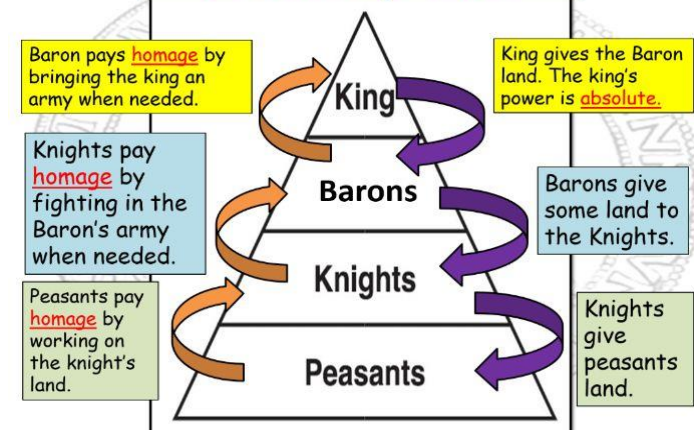 Baron pays homage by
bringing the king an
army when needed.
King gives the Baron
land. The king's
power is absolute.
King
Knights pay
homage by
fighting in the
Baron's army
when needed.
Barons
Barons give
some land to
the Knights.
Knights
Peasants pay
homage by
working on
the knight's
land.
Knights
give
peasants
land.
Peasants